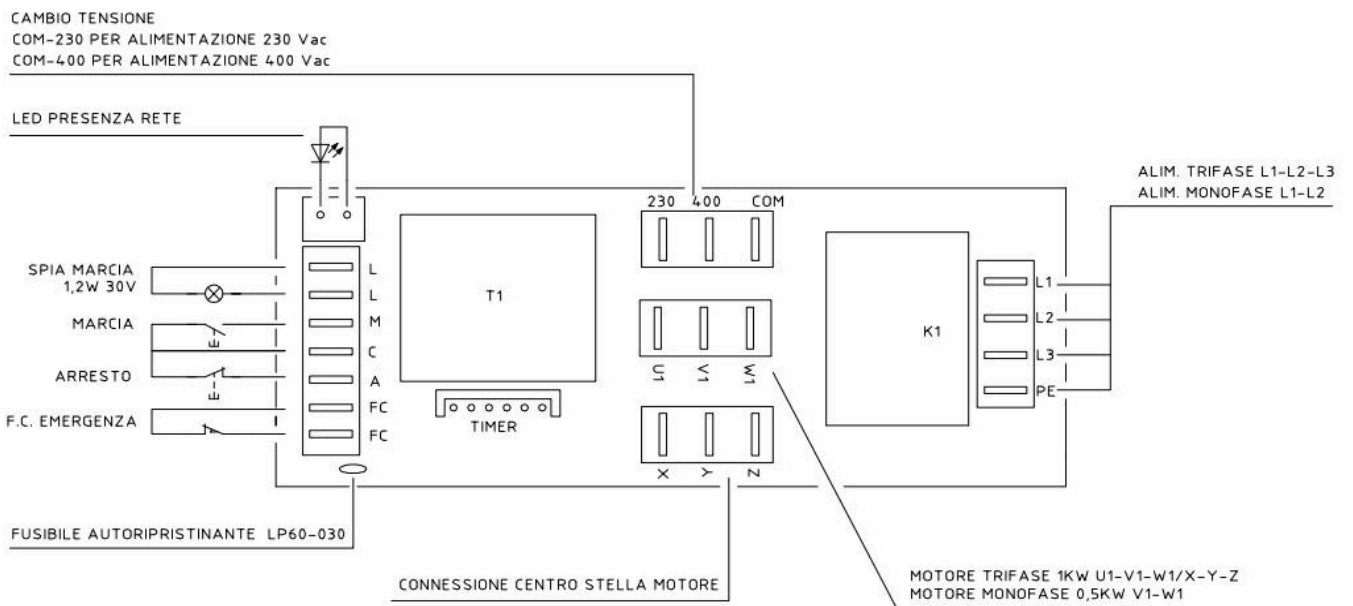 CAMBIO TENSIONE
COM-230 PER ALIMENTAZIONE 230 Vac
COM-400 PER ALIMENTAZIONE 400 Vac
LED PRESENZA RETE
ALIM. TRIFASE L1-L2-L3
ALIM. MONOFASE L1-L2
230 400 COM
SPIA MARCIA
1,2W 30V
MARCIA
ARRESTO
F.C. EMERGENZA
L
L
M
C
A
FC
FC
T1
TIMER
U1 V1 W1
X Y Z
K1
L1
L2
L3
PE
FUSIBILE AUTORIPRISTINANTE LP60-030
CONNESSIONE CENTRO STELLA MOTORE
MOTORE TRIFASE 1KW U1-V1-W1/X-Y-Z
MOTORE MONOFASE 0,5KW V1-W1